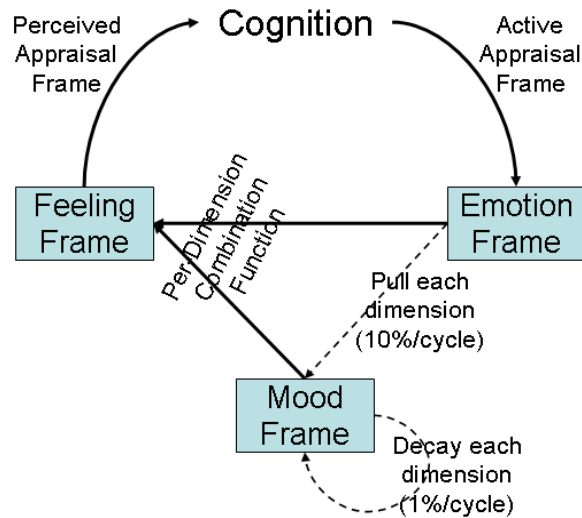 Perceived
Appraisal
Frame
Cognition
Active
Appraisal
Frame
Feeling
Frame
Per-Dimension
Combination
Function
Emotion
Frame
Pull each
dimension
(10%/cycle)
Mood
Frame
Decay each
dimension
(1%/cycle)